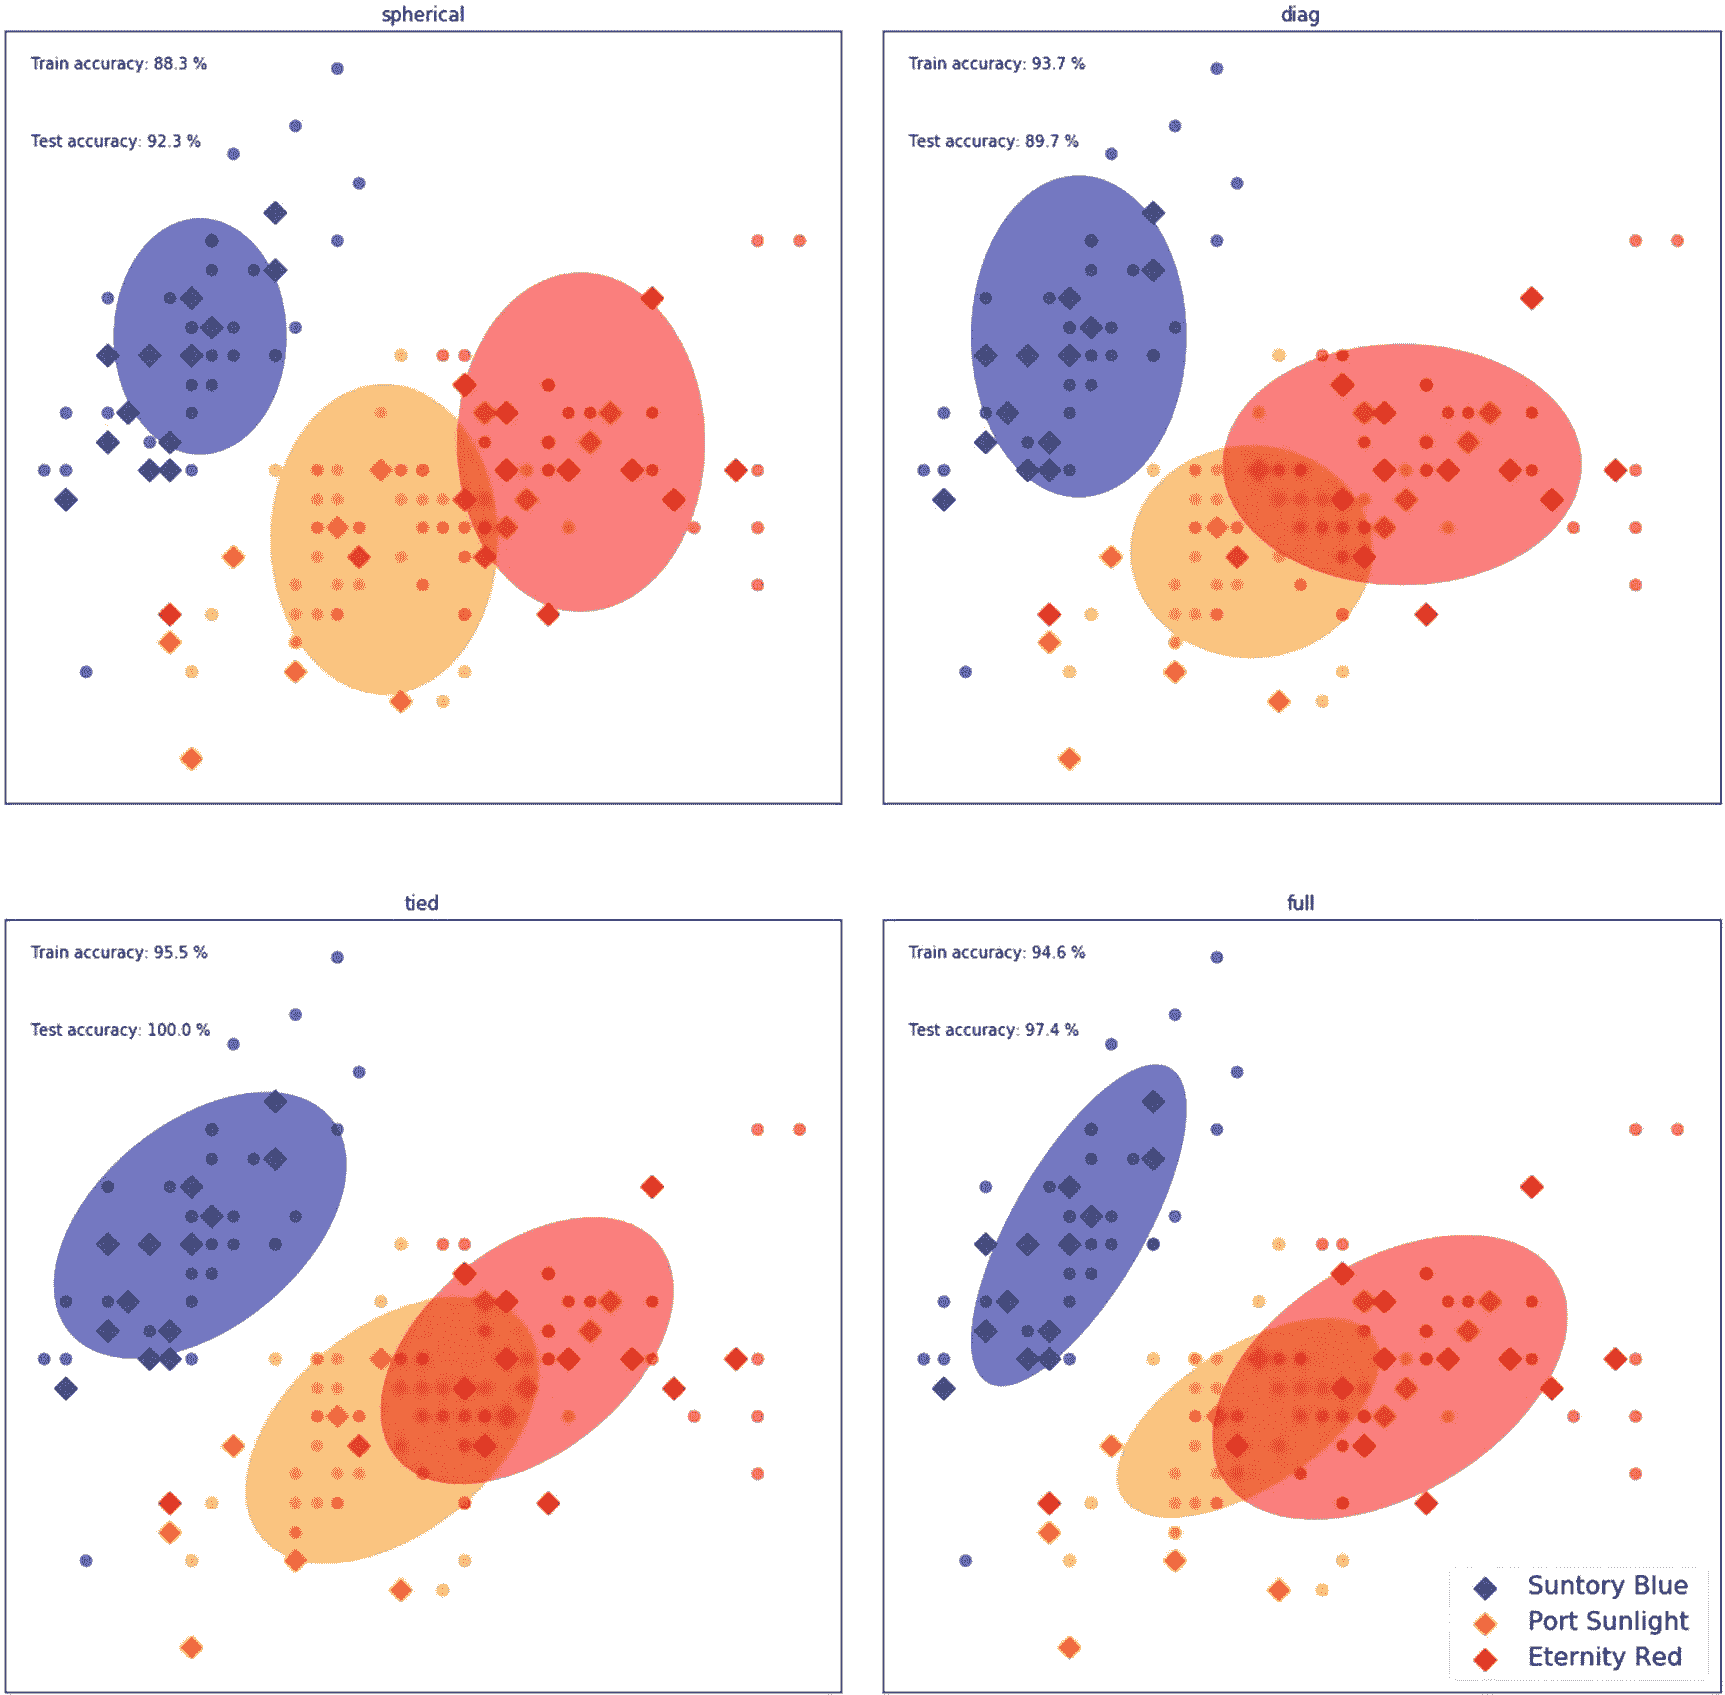 spherical
Train accuracy: 88.3 %
Test accuracy: 92.3 %
diag
Train accuracy: 93.7 %
Test accuracy: 89.7 %
tied
Train accuracy: 95.5 %
Test accuracy: 100.0 %
full
Train accuracy: 94.6 %
Test accuracy: 97.4 %
Suntory Blue
Port Sunlight
Eternity Red